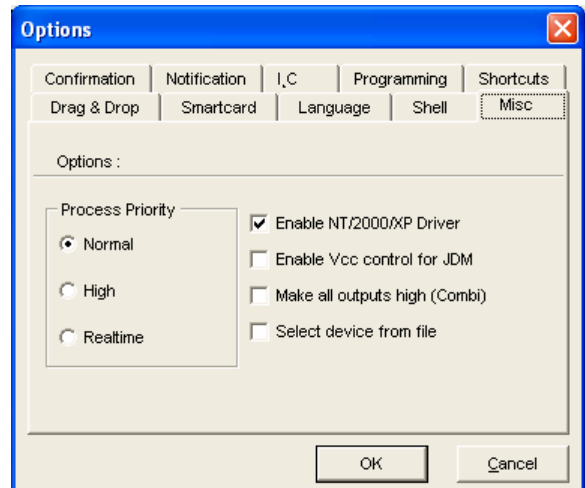 Options
Confirmation Notification I¸C Programming Shortcuts
Drag & Drop Smartcard Language Shell Misc
Options :
Process Priority
Normal
High
Realtime
Enable NT/2000/XP Driver
Enable Vcc control for JDM
Make all outputs high (Combi)
Select device from file
OK Cancel